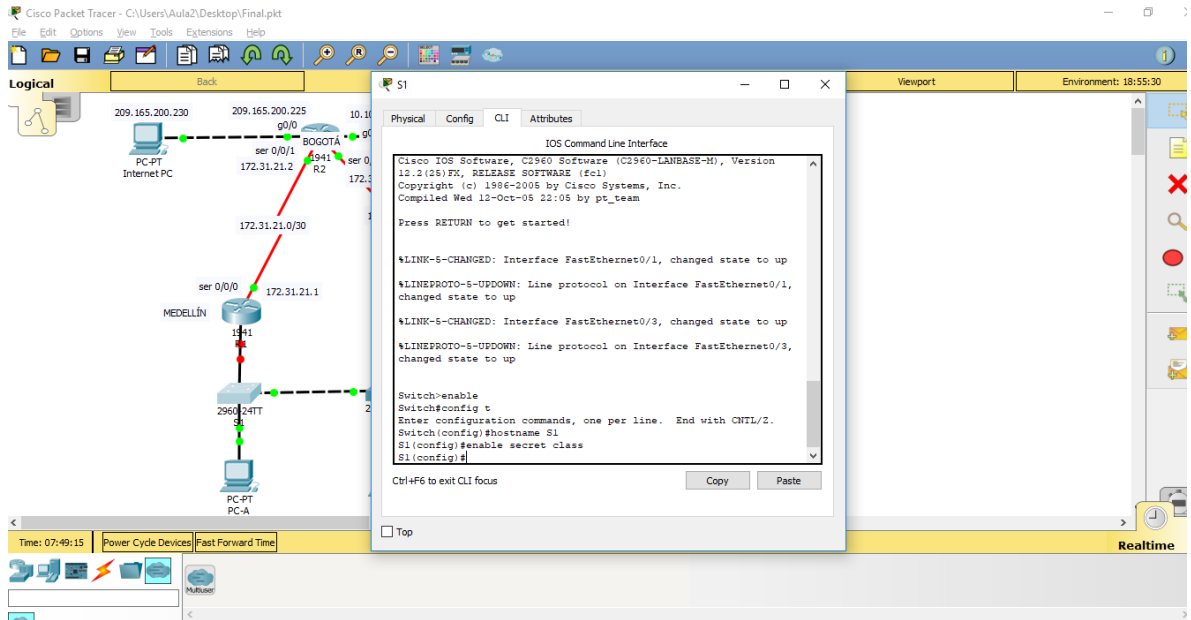 Cisco Packet Tracer - C:\Users\Aula2\Desktop\Final.pkt
File Edit Options View Tools Extensions Help
Logical
Back
Viewport
Environment: 18:55:30
209.165.200.230
209.165.200.225
10.10
g0/0
g0
BOGOTÁ
ser 0/0/1
1941
ser 0,
PC-PT
172.31.21.2
R2
172.3
Internet PC
172.31.21.0/30
ser 0/0/0
172.31.21.1
MEDELLÍN
1941
R1
2960-24TT
S1
PC-PT
PC-A
S1
Physical
Config
CLI
Attributes
IOS Command Line Interface
Cisco IOS Software, C2960 Software (C2960-LANBASE-M), Version
12.2(25)FX, RELEASE SOFTWARE (fc1)
Copyright (c) 1986-2005 by Cisco Systems, Inc.
Compiled Wed 12-Oct-05 22:05 by pt_team
Press RETURN to get started!
%LINK-5-CHANGED: Interface FastEthernet0/1, changed state to up
%LINEPROTO-5-UPDOWN: Line protocol on Interface FastEthernet0/1,
changed state to up
%LINK-5-CHANGED: Interface FastEthernet0/3, changed state to up
%LINEPROTO-5-UPDOWN: Line protocol on Interface FastEthernet0/3,
changed state to up
Switch>enable
Switch#config t
Enter configuration commands, one per line. End with CNTL/Z.
Switch(config)#hostname S1
S1(config)#enable secret class
S1(config)#
Ctrl+F6 to exit CLI focus
Copy
Paste
Top
Time: 07:49:15
Power Cycle Devices
Fast Forward Time
Realtime
Multiuser